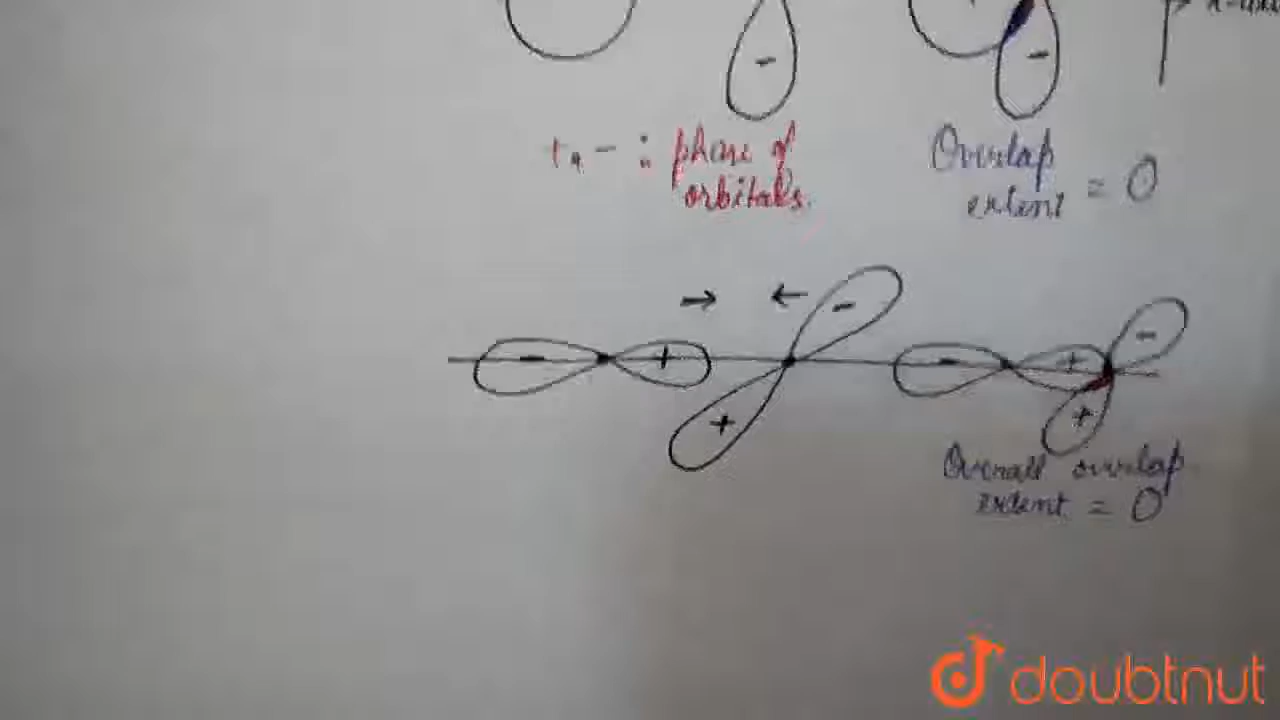 -
-
+, - : phase of
orbitals.
Overlap
extent = 0
→ ←
- + - +
- + - +
Overall overlap
extent = 0
doubtnut